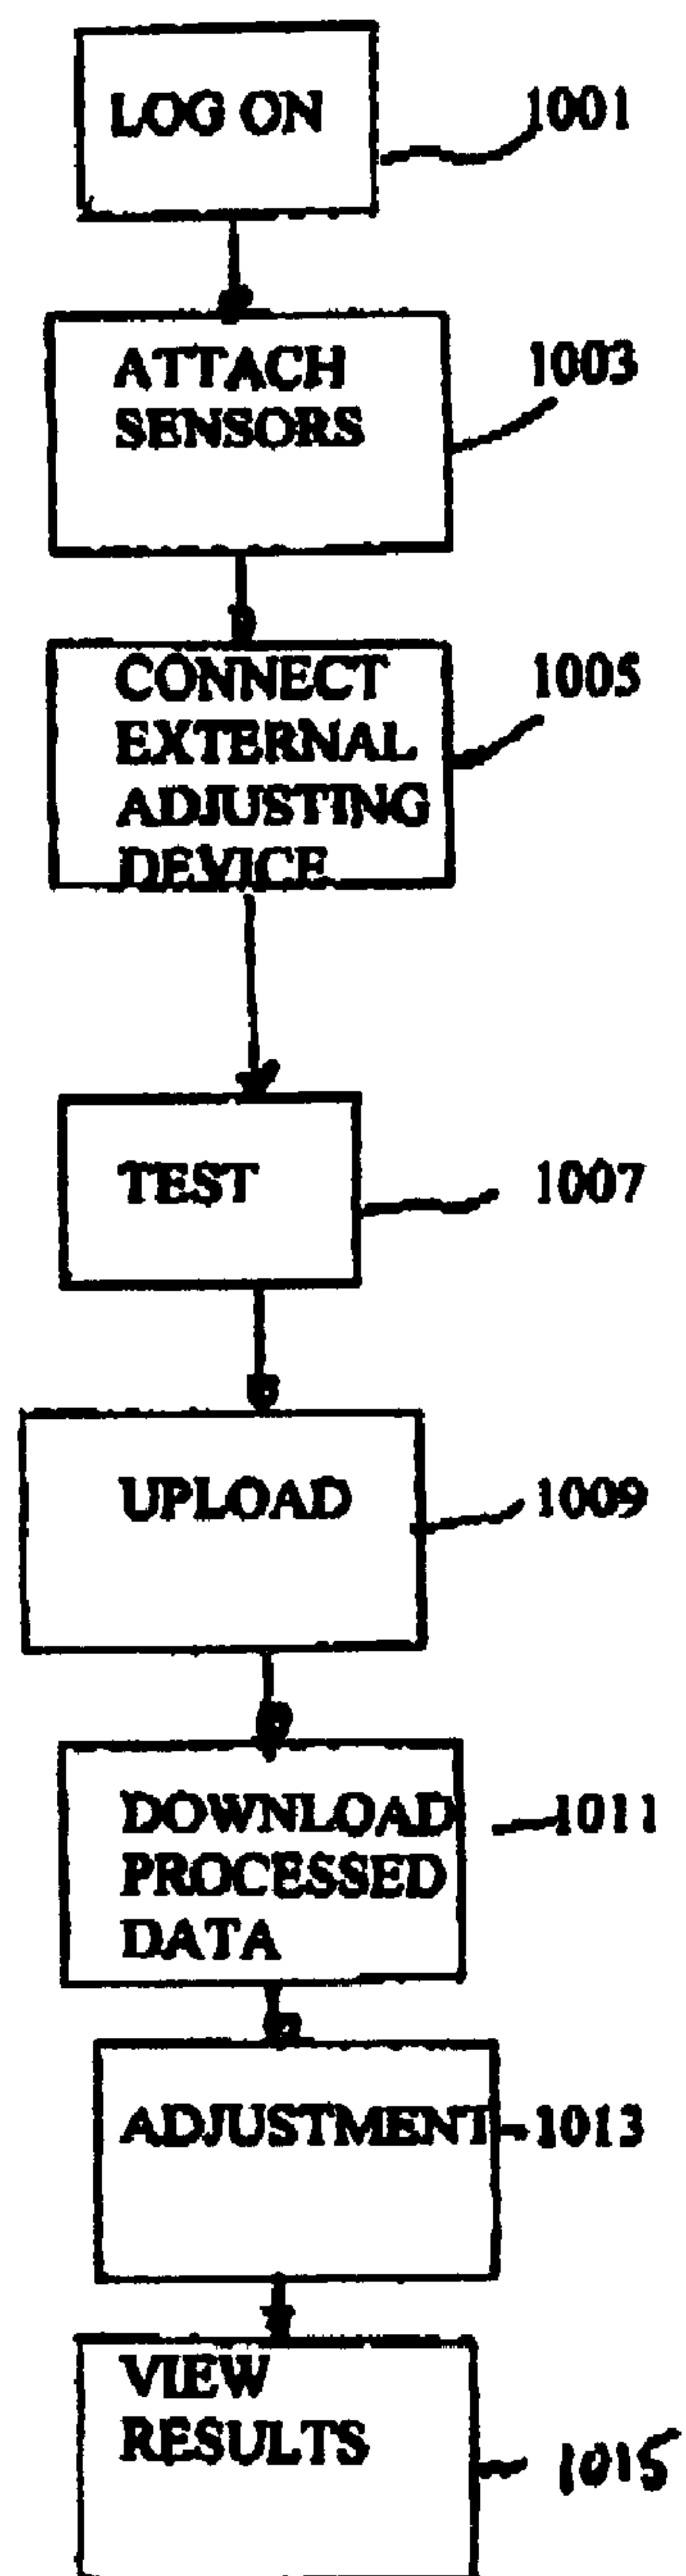 LOG ON
1001
ATTACH
SENSORS
1003
CONNECT
EXTERNAL
ADJUSTING
DEVICE
1005
TEST
1007
UPLOAD
1009
DOWNLOAD
PROCESSED
DATA
1011
ADJUSTMENT
1013
VIEW
RESULTS
1015